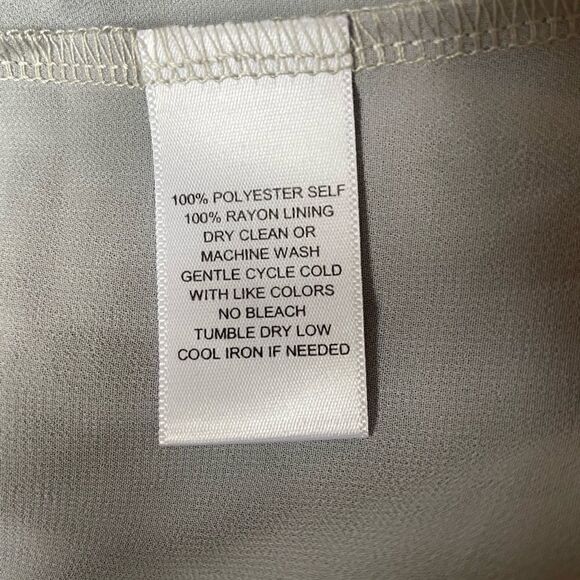 100% POLYESTER SELF
100% RAYON LINING
DRY CLEAN OR
MACHINE WASH
GENTLE CYCLE COLD
WITH LIKE COLORS
NO BLEACH
TUMBLE DRY LOW
COOL IRON IF NEEDED